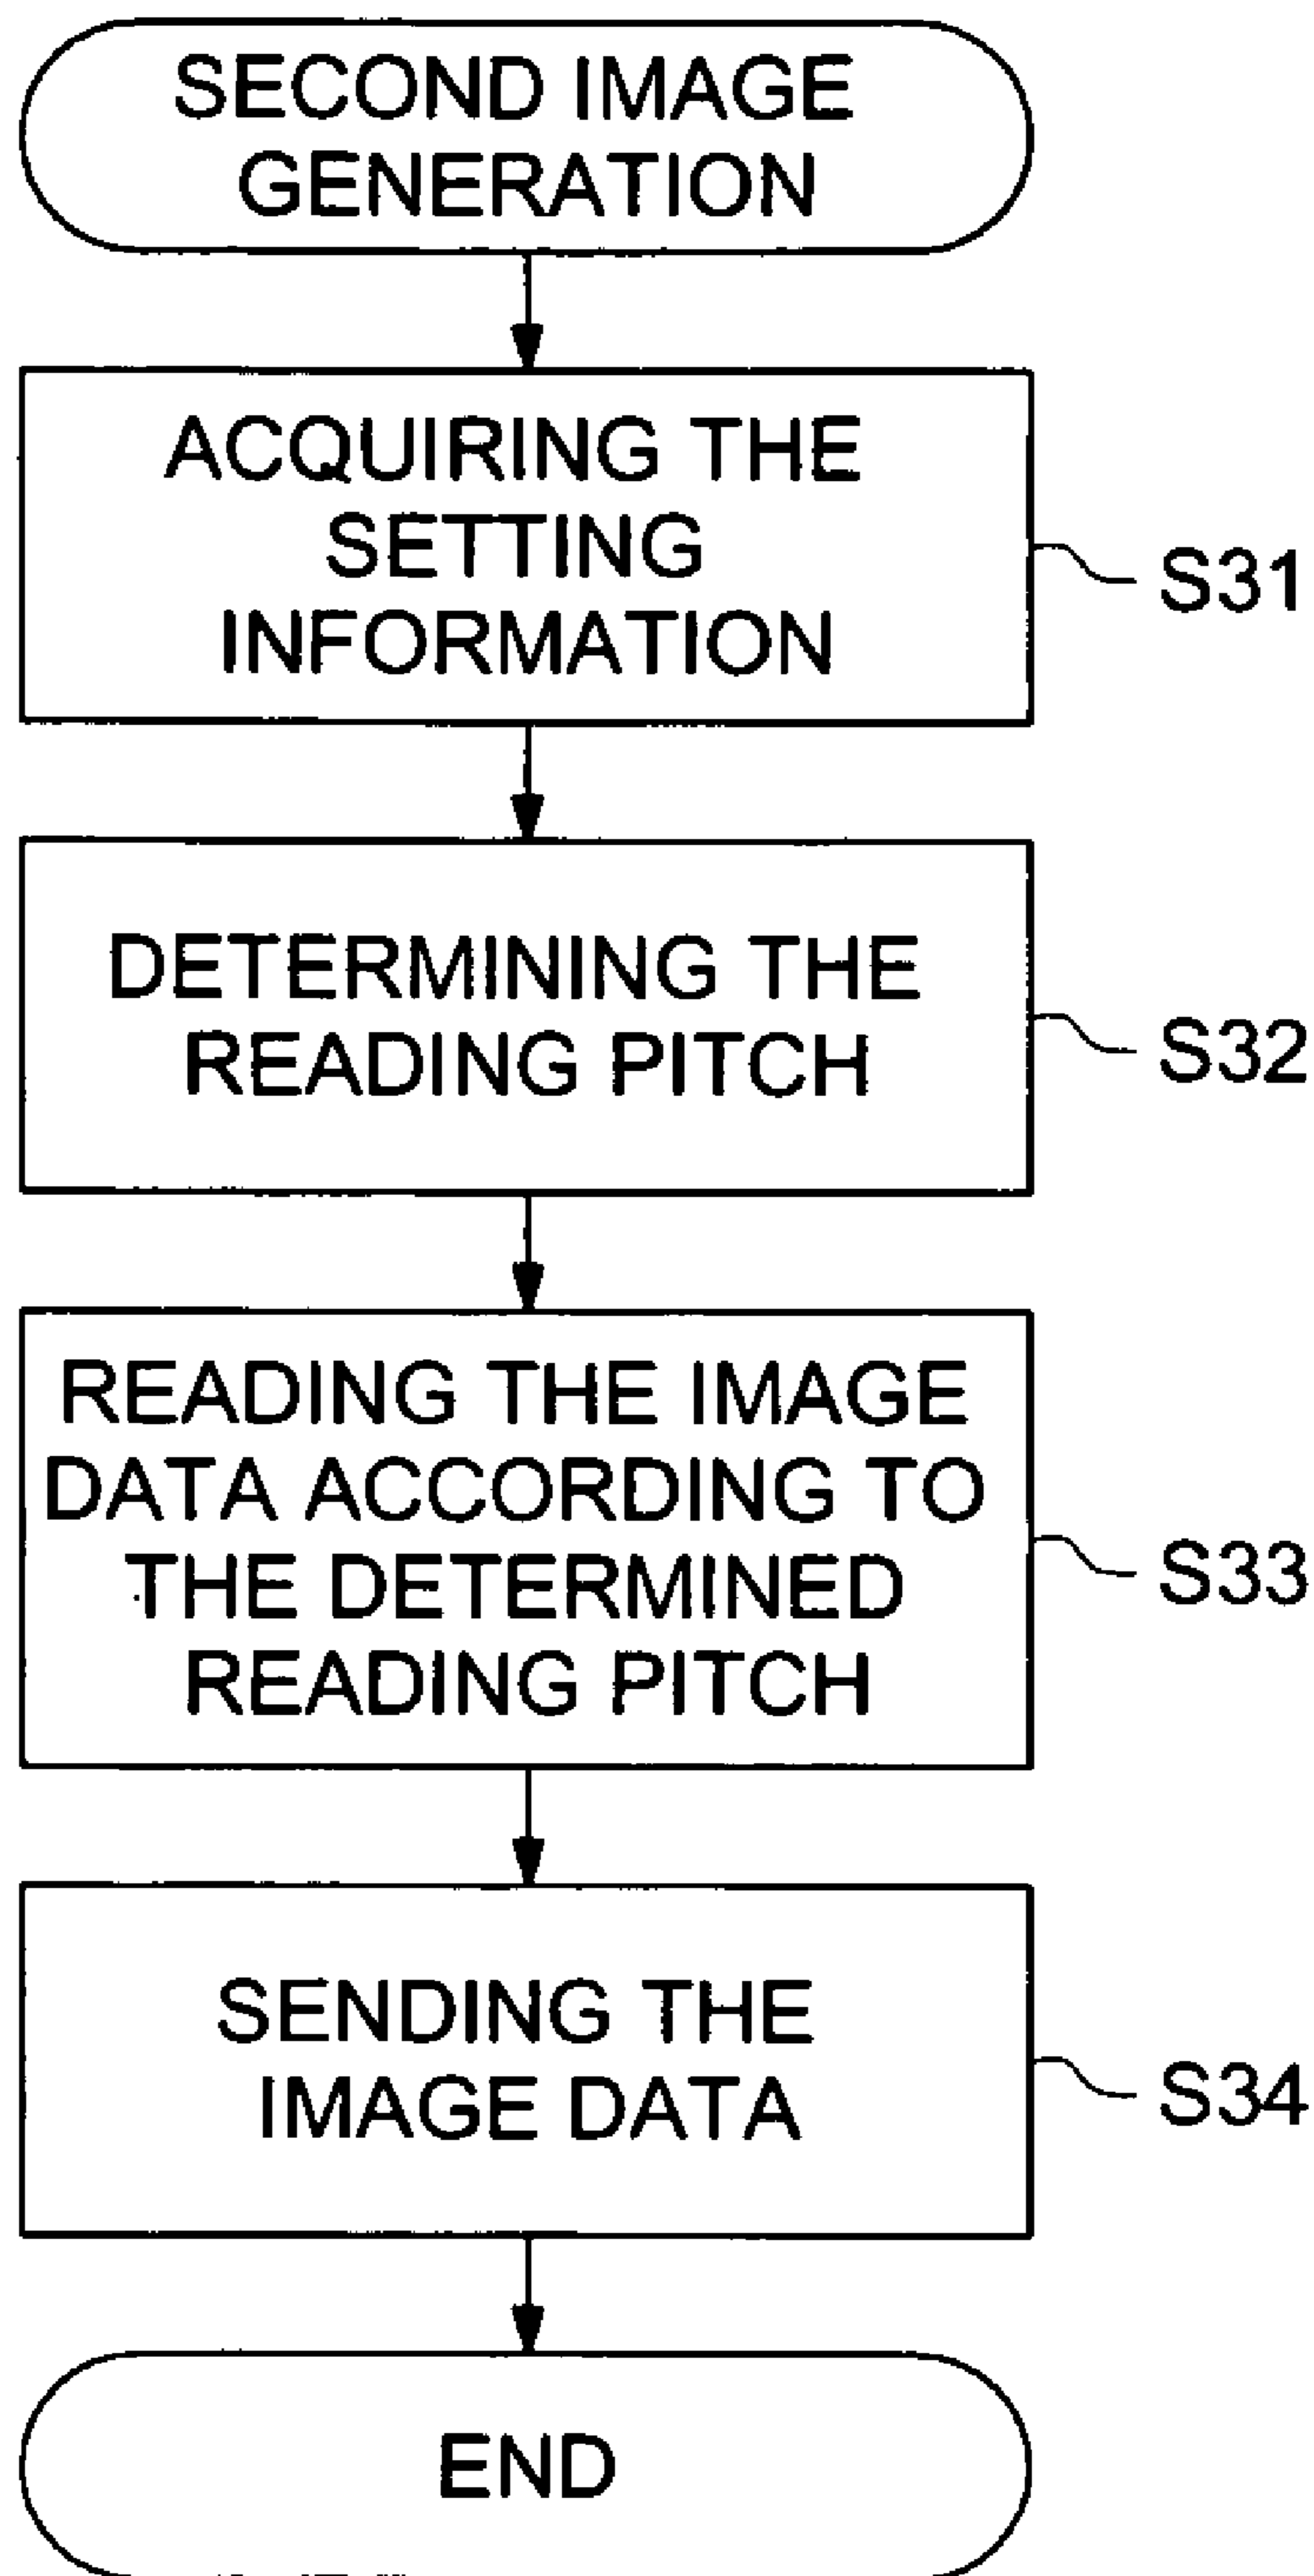 SECOND IMAGE
GENERATION
ACQUIRING THE
SETTING
INFORMATION
S31
DETERMINING THE
READING PITCH
S32
READING THE IMAGE
DATA ACCORDING TO
THE DETERMINED
READING PITCH
S33
SENDING THE
IMAGE DATA
S34
END